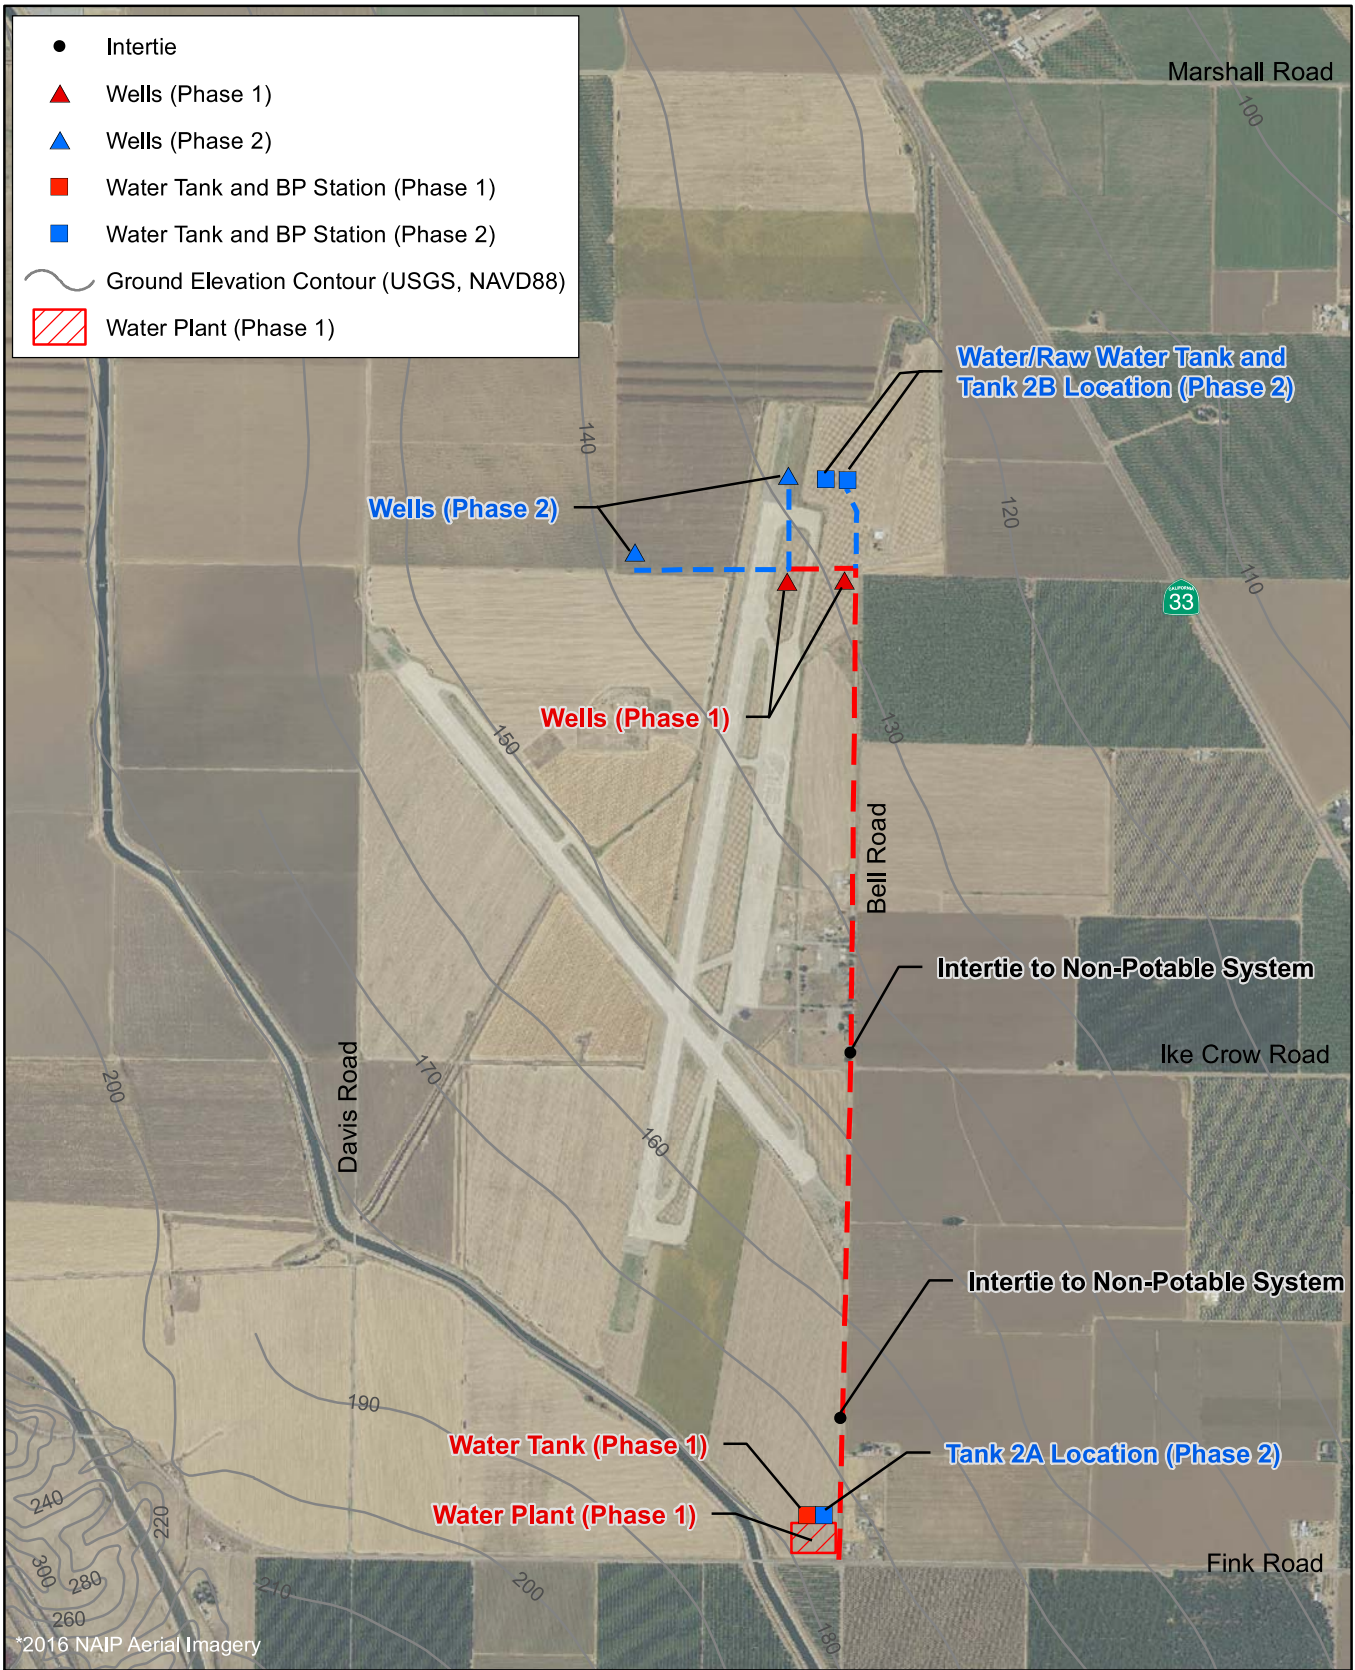 Intertie
Wells (Phase 1)
Wells (Phase 2)
Water Tank and BP Station (Phase 1)
Water Tank and BP Station (Phase 2)
Ground Elevation Contour (USGS, NAVD88)
Water Plant (Phase 1)
Marshall Road
100
Water/Raw Water Tank and
Tank 2B Location (Phase 2)
140
Wells (Phase 2)
120
110
CALIFORNIA
33
Wells (Phase 1)
130
150
Bell Road
Intertie to Non-Potable System
Ike Crow Road
200
170
Davis Road
160
Intertie to Non-Potable System
190
Water Tank (Phase 1)
Tank 2A Location (Phase 2)
240
220
Water Plant (Phase 1)
Fink Road
300
280
210
200
260
180
*2016 NAIP Aerial Imagery